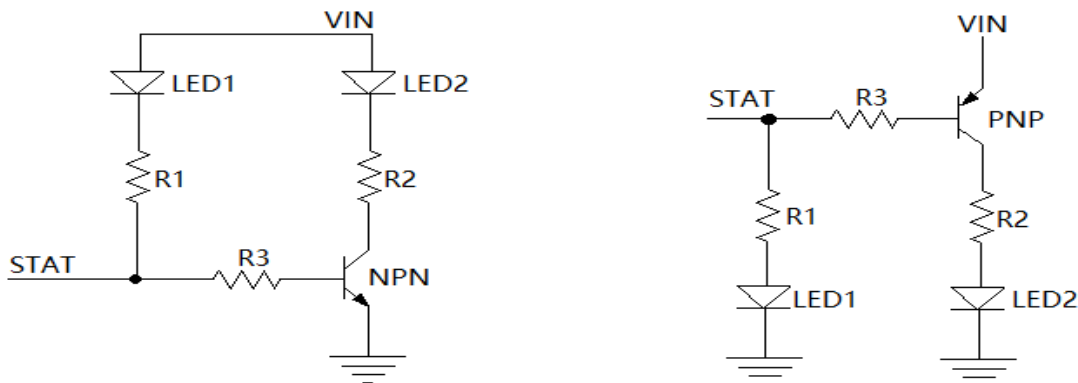 VIN
LED1
LED2
R1
R2
STAT
R3
NPN
VIN
STAT
R3
PNP
R1
R2
LED1
LED2